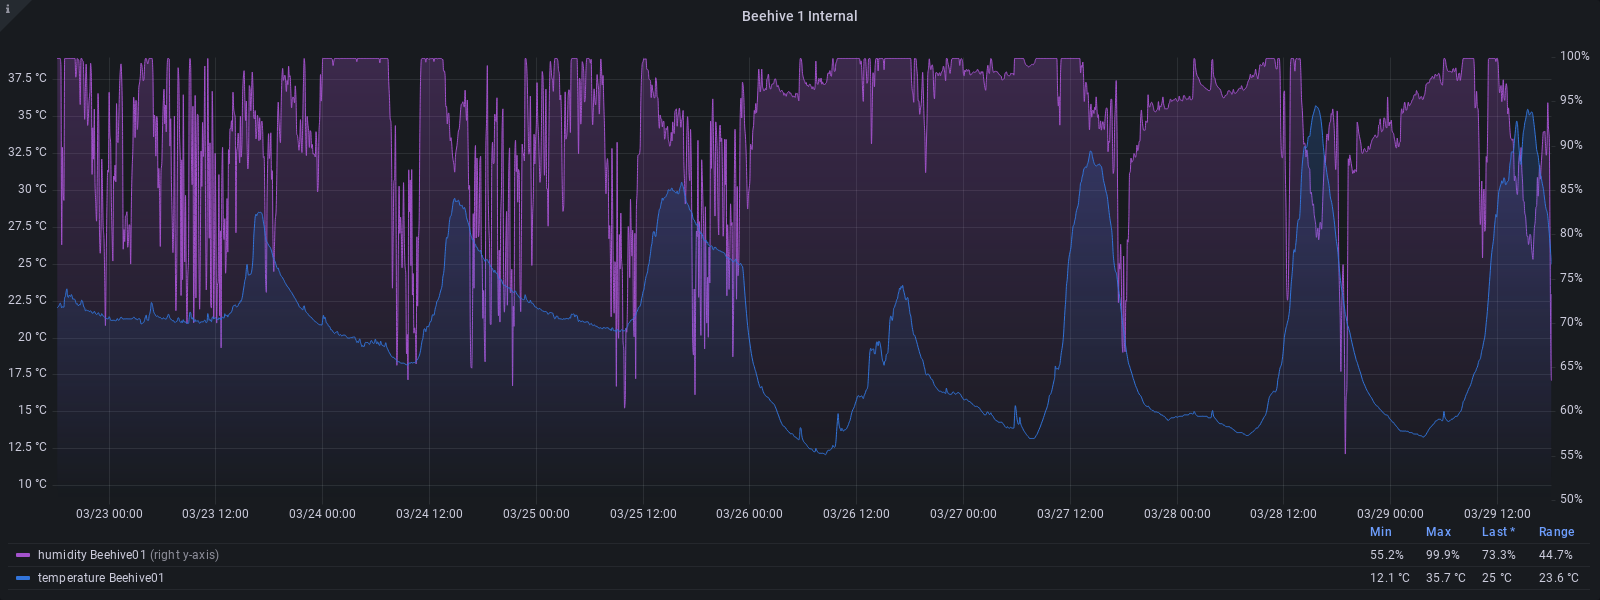 i
Beehive 1 Internal
37.5 °C
35 °C
32.5 °C
30 °C
27.5 °C
25 °C
22.5 °C
20 °C
17.5 °C
15 °C
12.5 °C
10 °C
100%
95%
90%
85%
80%
75%
70%
65%
60%
55%
50%
03/23 00:00 03/23 12:00 03/24 00:00 03/24 12:00 03/25 00:00 03/25 12:00 03/26 00:00 03/26 12:00 03/27 00:00 03/27 12:00 03/28 00:00 03/28 12:00 03/29 00:00 03/29 12:00
Min Max Last * Range
humidity Beehive01 (right y-axis) 55.2% 99.9% 73.3% 44.7%
temperature Beehive01 12.1 °C 35.7 °C 25 °C 23.6 °C